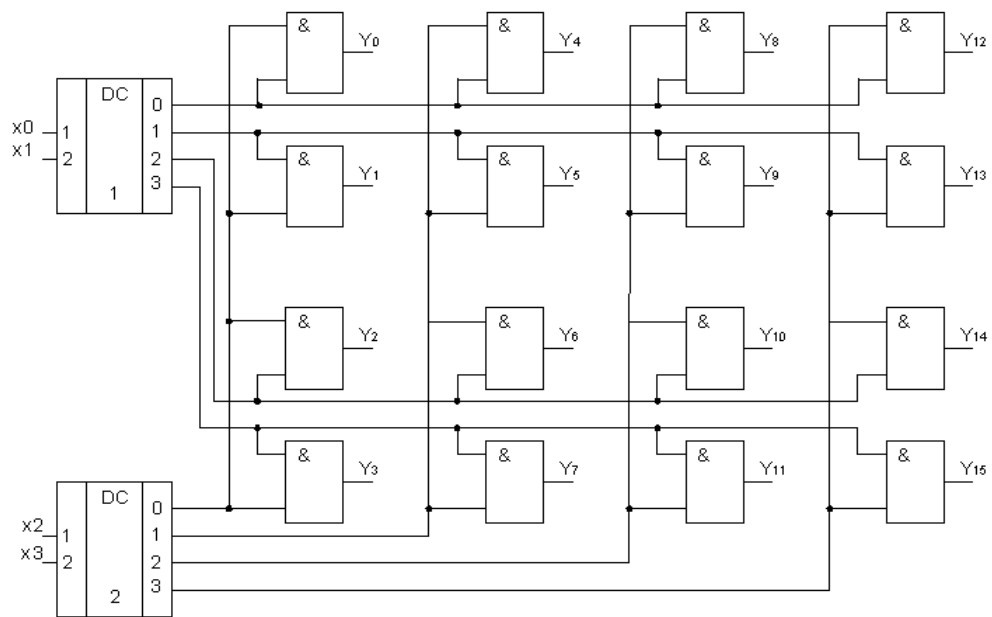 & Y0 & Y4 & Y8 & Y12
DC
0
x0 1 1
x1 2 2
3
1
& Y1 & Y5 & Y9 & Y13
& Y2 & Y6 & Y10 & Y14
& Y3 & Y7 & Y11 & Y15
DC
0
x2 1 1
x3 2 2
3
2